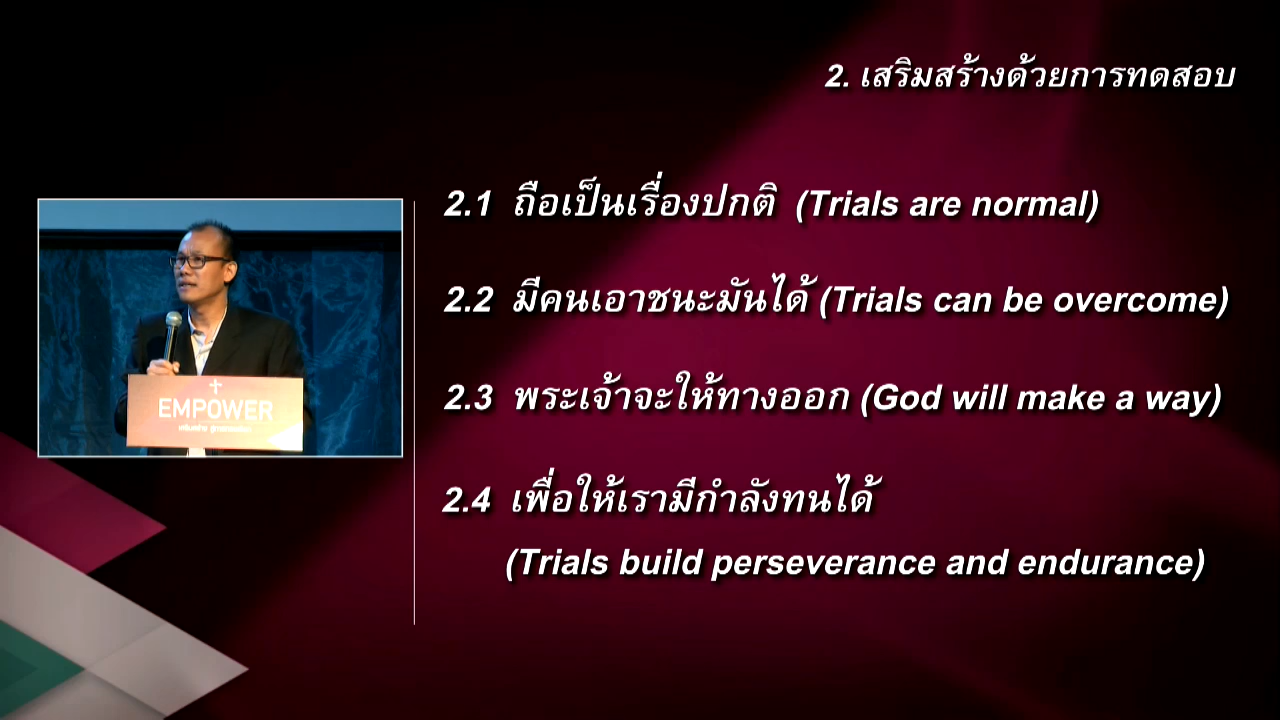 2. เสริมสร้างด้วยการทดสอบ
2.1 ถือเป็นเรื่องปกติ (Trials are normal)
2.2 มีคนเอาชนะมันได้ (Trials can be overcome)
2.3 พระเจ้าจะให้ทางออก (God will make a way)
2.4 เพื่อให้เรามีกำลังทนได้
(Trials build perseverance and endurance)
EMPOWER